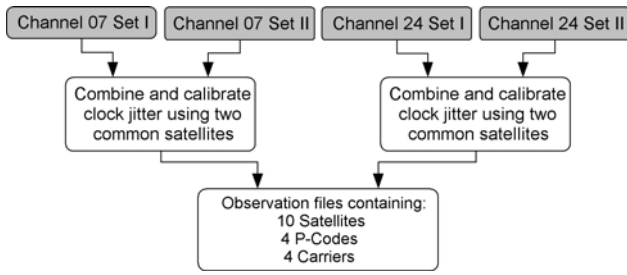 Channel 07 Set I
Channel 07 Set II
Channel 24 Set I
Channel 24 Set II
Combine and calibrate
clock jitter using two
common satellites
Combine and calibrate
clock jitter using two
common satellites
Observation files containing:
10 Satellites
4 P-Codes
4 Carriers